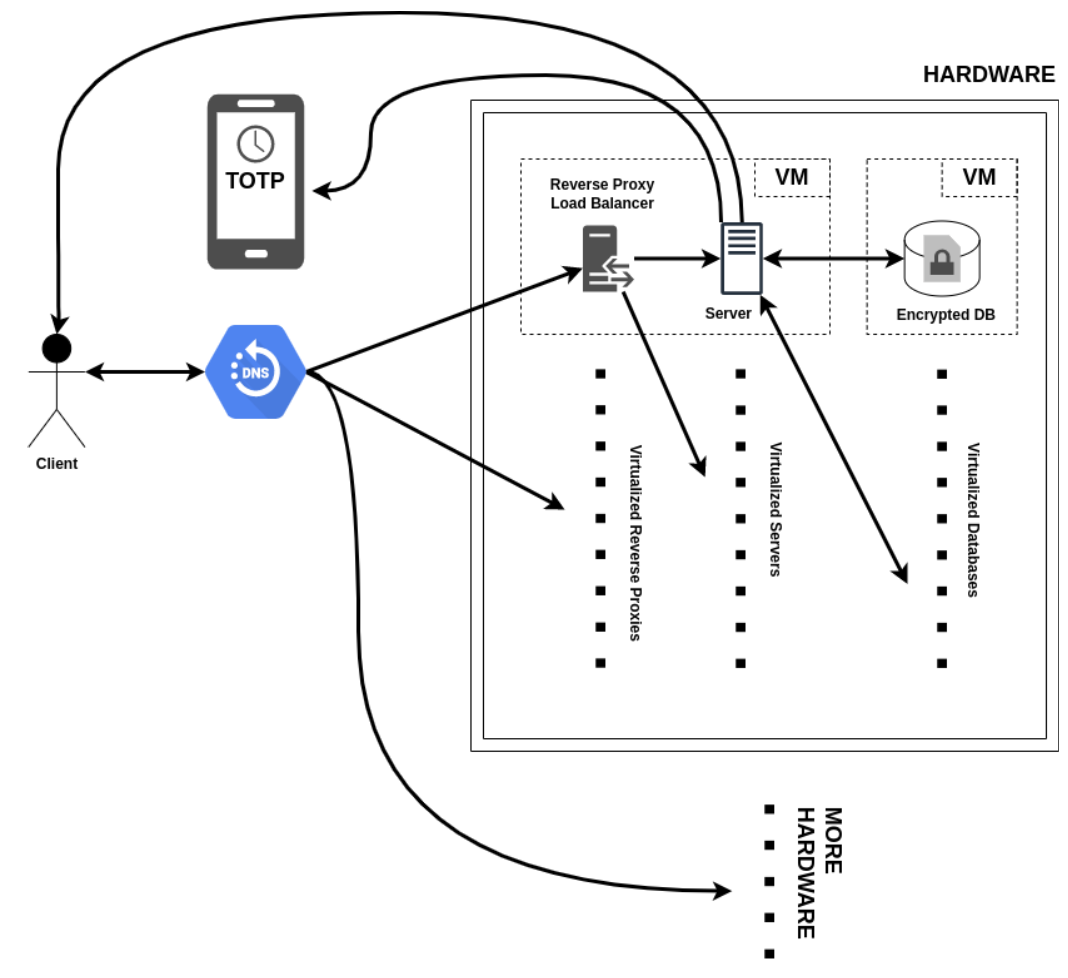 HARDWARE
TOTP
Reverse Proxy
Load Balancer
VM
VM
Server
Encrypted DB
DNS
Client
Virtualized Reverse Proxies
Virtualized Servers
Virtualized Databases
MORE
HARDWARE